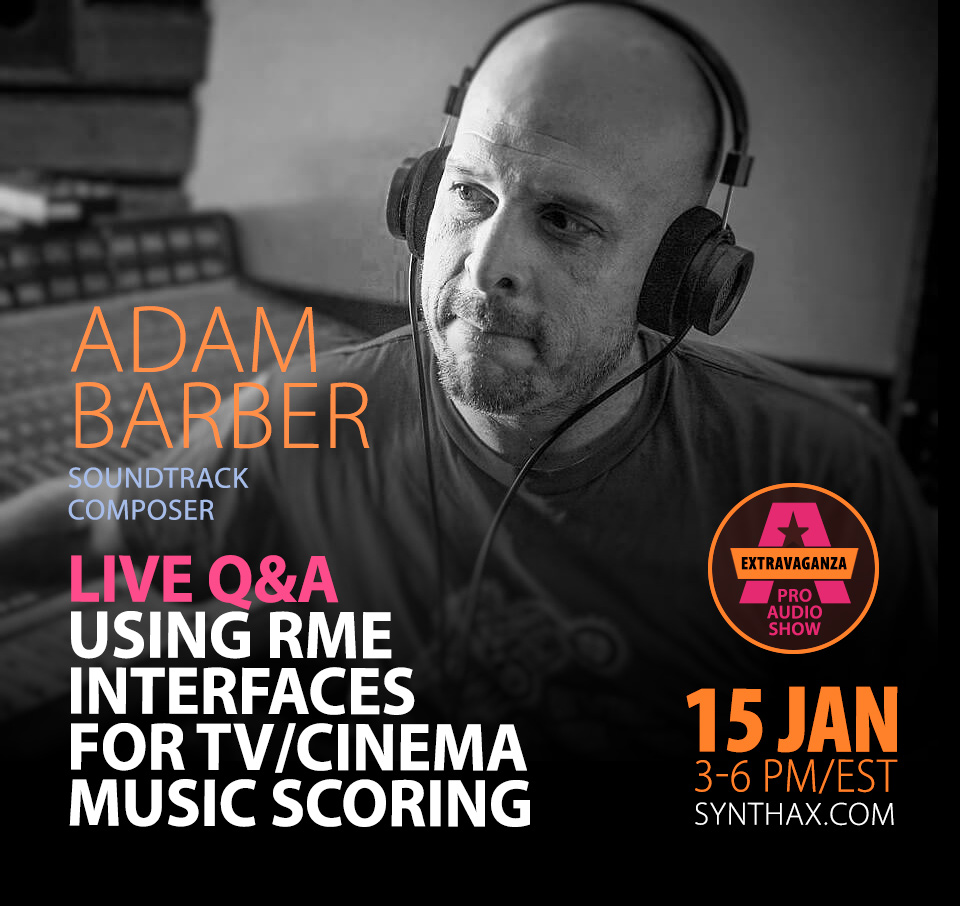 ADAM
BARBER
SOUNDTRACK
COMPOSER
LIVE Q&A
USING RME
INTERFACES
FOR TV/CINEMA
MUSIC SCORING
A
EXTRAVAGANZA
PRO
AUDIO
SHOW
15 JAN
3-6 PM/EST
SYNTHAX.COM